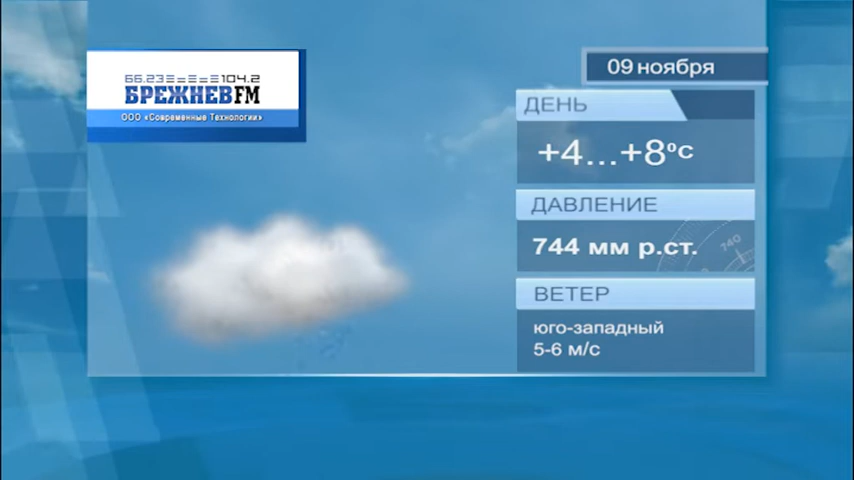 66.23 104.2
БРЕЖНЕВ FM
ООО «Современные Технологии»
09 ноября
ДЕНЬ
+4...+8°C
ДАВЛЕНИЕ
744 мм р.ст.
740
ВЕТЕР
юго-западный
5-6 м/с